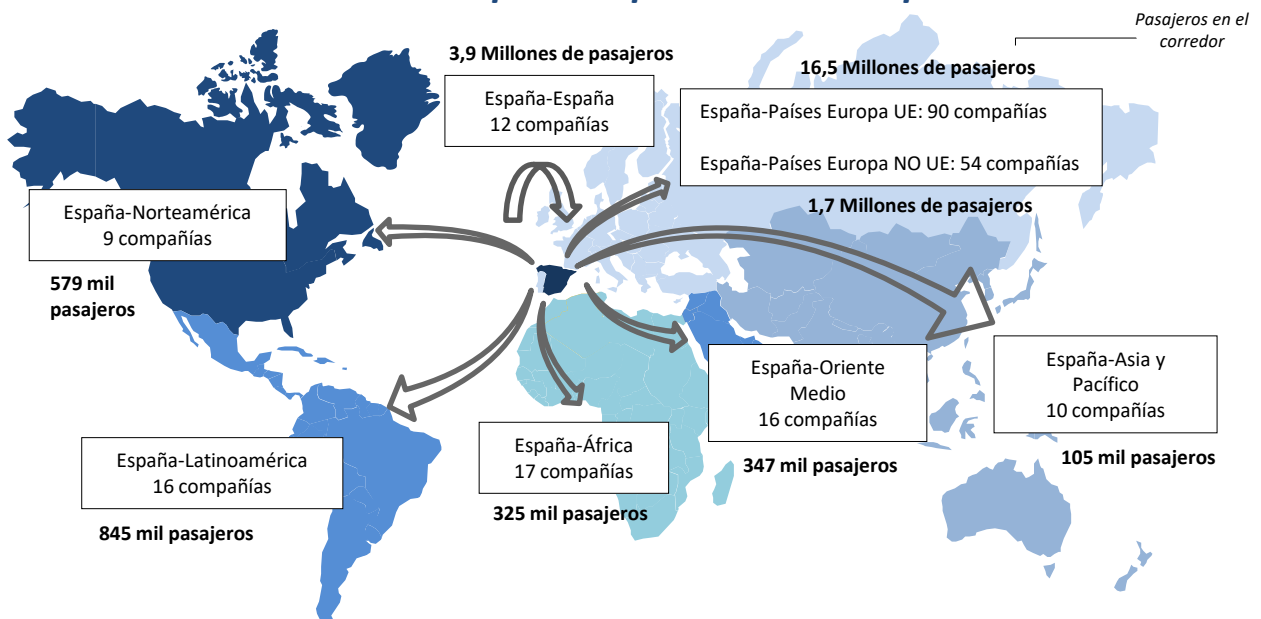 Pasajeros en el
corredor
3,9 Millones de pasajeros
España-España
12 compañías
16,5 Millones de pasajeros
España-Países Europa UE: 90 compañías
España-Países Europa NO UE: 54 compañías
1,7 Millones de pasajeros
España-Norteamérica
9 compañías
579 mil
pasajeros
España-Oriente
Medio
16 compañías
347 mil pasajeros
España-Asia y
Pacífico
10 compañías
105 mil pasajeros
España-África
17 compañías
325 mil pasajeros
España-Latinoamérica
16 compañías
845 mil pasajeros